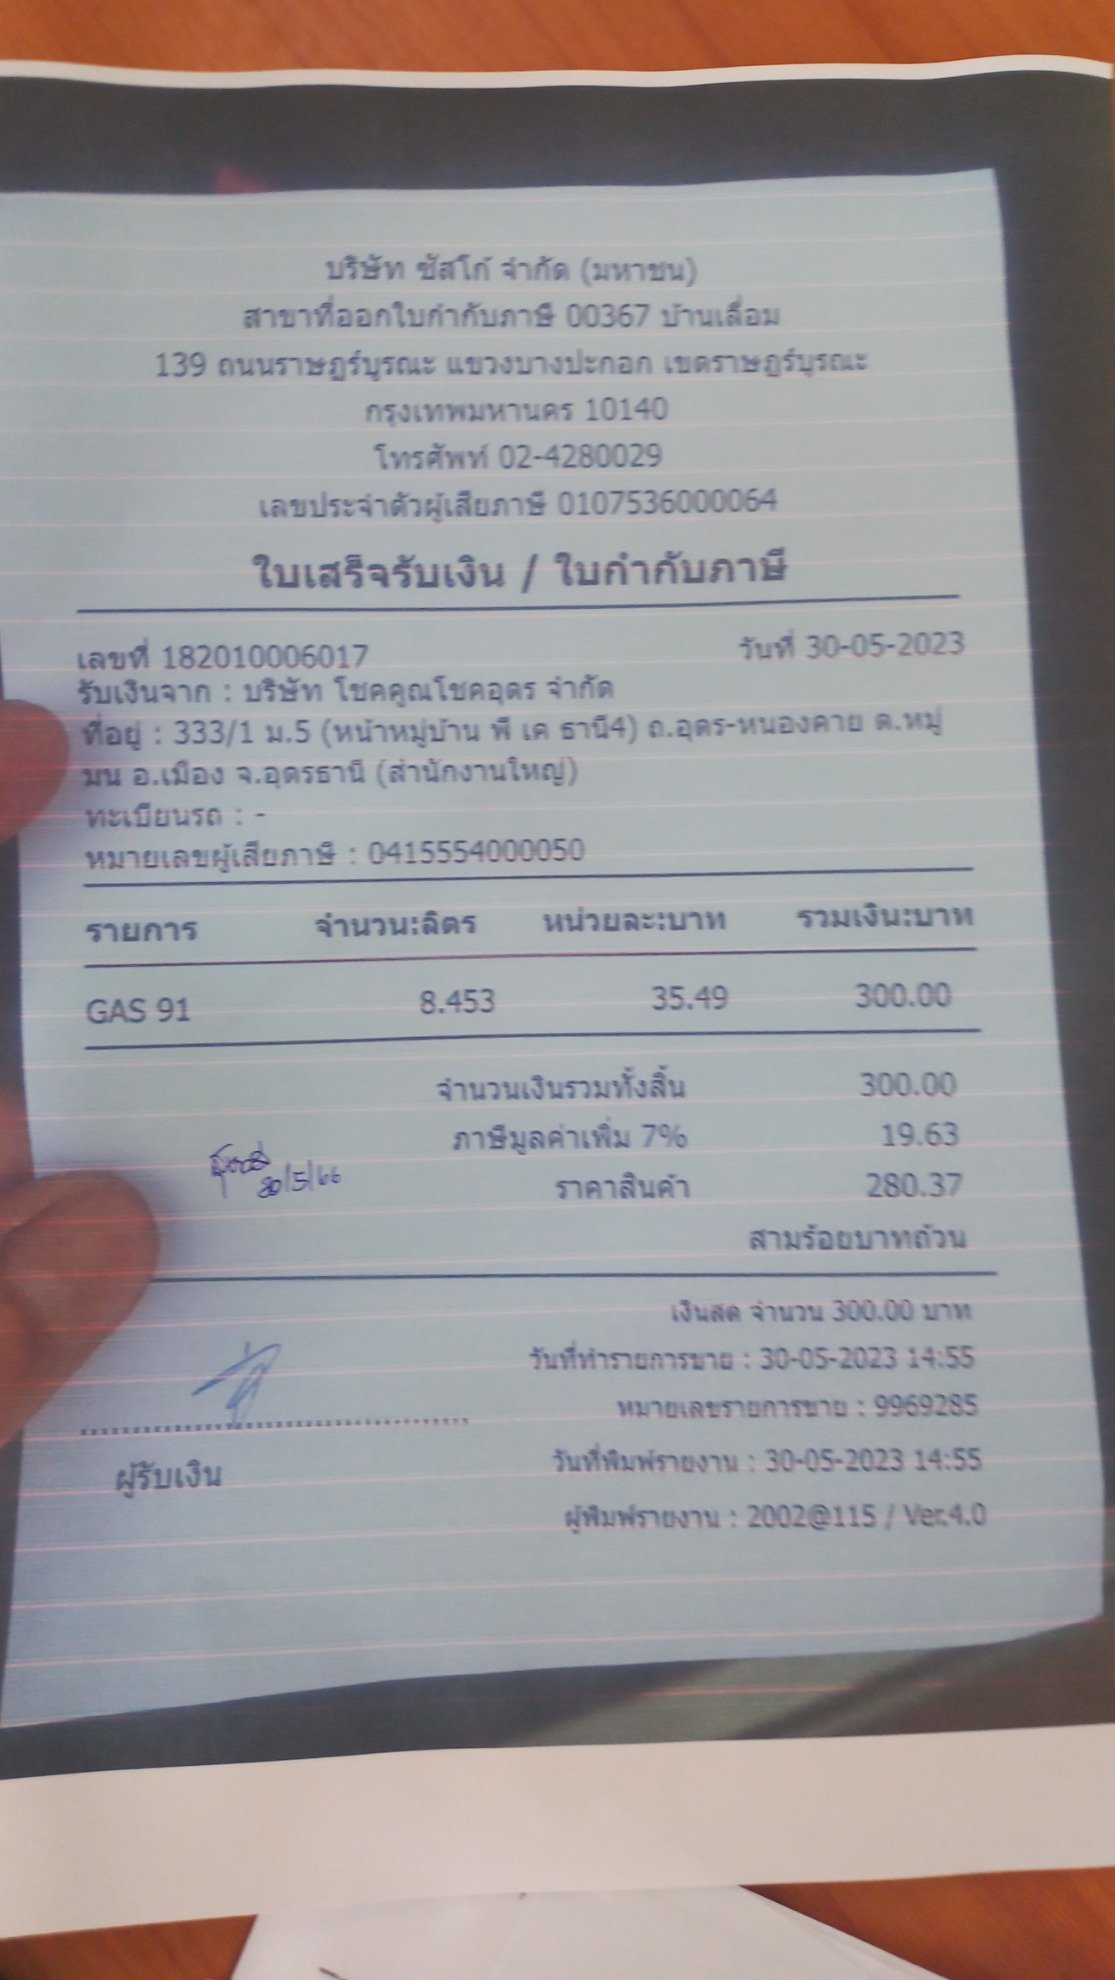 บริษัท ซัสโก้ จำกัด (มหาชน)
สาขาที่ออกใบกำกับภาษี 00367 บ้านเลื่อม
139 ถนนราษฎร์บูรณะ แขวงบางปะกอก เขตราษฎร์บูรณะ
กรุงเทพมหานคร 10140
โทรศัพท์ 02-4280029
เลขประจำตัวผู้เสียภาษี 0107536000064
ใบเสร็จรับเงิน / ใบกำกับภาษี
เลขที่ 182010006017 วันที่ 30-05-2023
รับเงินจาก : บริษัท โชคคูณโชคอุดร จำกัด
ที่อยู่ : 333/1 ม.5 (หน้าหมู่บ้าน พี เค ธานี4) ถ.อุดร-หนองคาย ต.หมู
มน อ.เมือง จ.อุดรธานี (สำนักงานใหญ่)
ทะเบียนรถ : -
หมายเลขผู้เสียภาษี : 0415554000050
รายการ จำนวน:ลิตร หน่วยละ:บาท รวมเงิน:บาท
GAS 91 8.453 35.49 300.00
จำนวนเงินรวมทั้งสิ้น 300.00
ภาษีมูลค่าเพิ่ม 7% 19.63
30/5/66
ราคาสินค้า 280.37
สามร้อยบาทถ้วน
เงินสด จำนวน 300.00 บาท
วันที่ทำรายการขาย : 30-05-2023 14:55
หมายเลขรายการขาย : 9969285
ผู้รับเงิน
วันที่พิมพ์รายงาน : 30-05-2023 14:55
ผู้พิมพ์รายงาน : 2002@115 / Ver.4.0